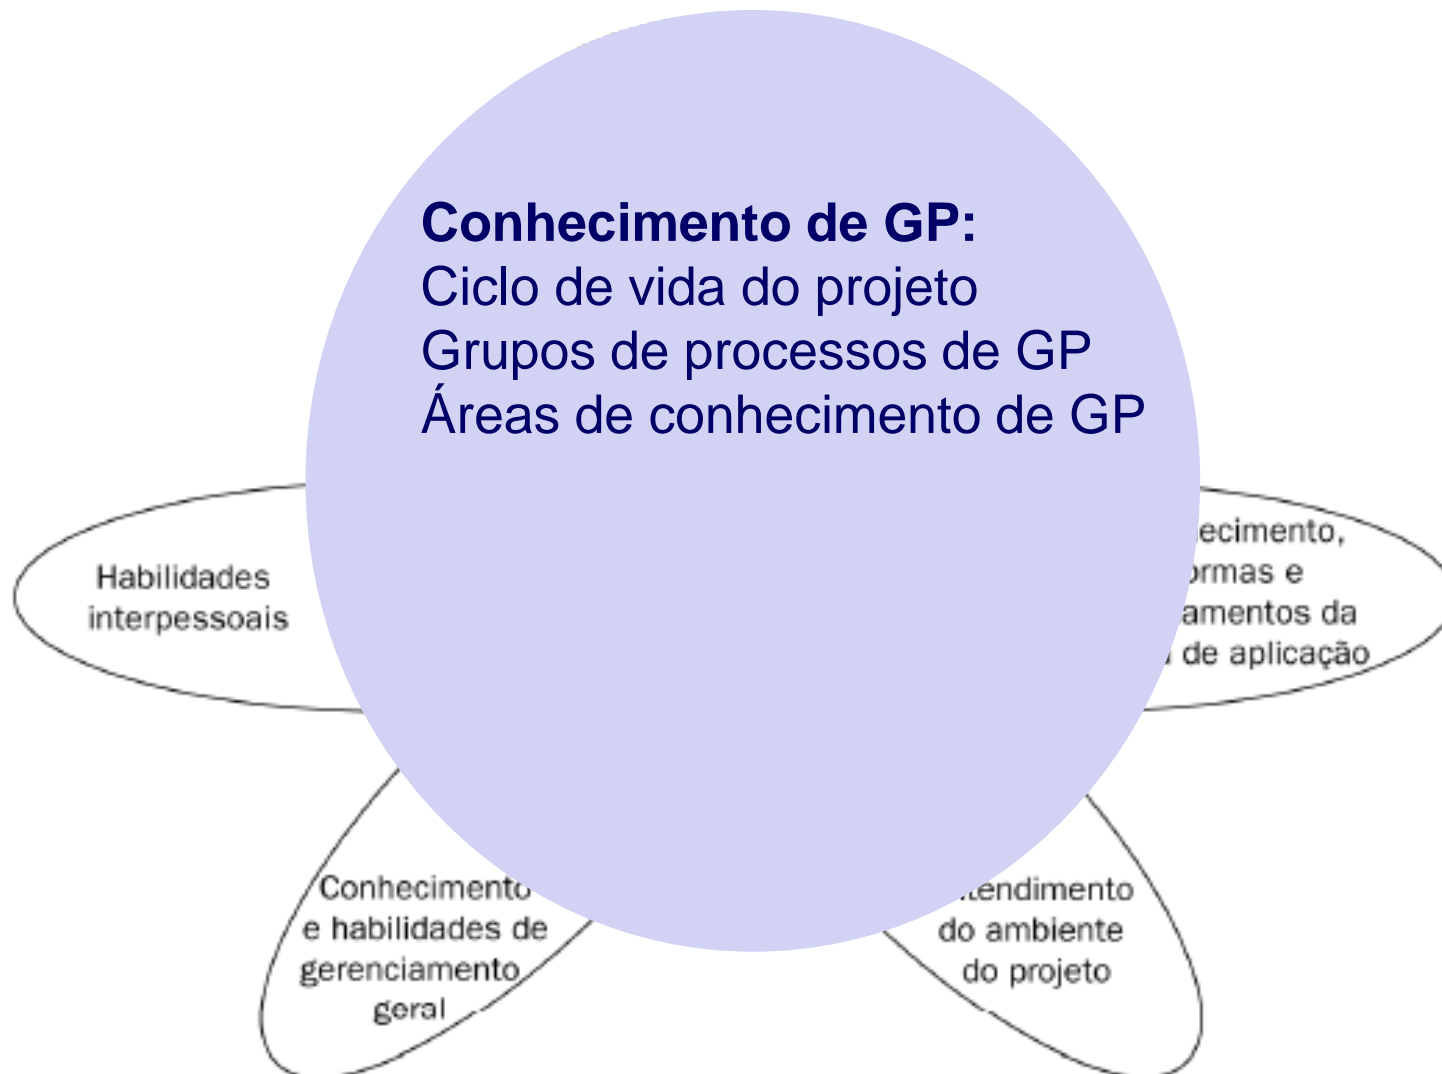 Conhecimento de GP:
Ciclo de vida do projeto
Grupos de processos de GP
Áreas de conhecimento de GP
Habilidades
interpessoais
ecimento,
ormas e
amentos da
de aplicação
Conhecimento
e habilidades de
gerenciamento
geral
tendimento
do ambiente
do projeto